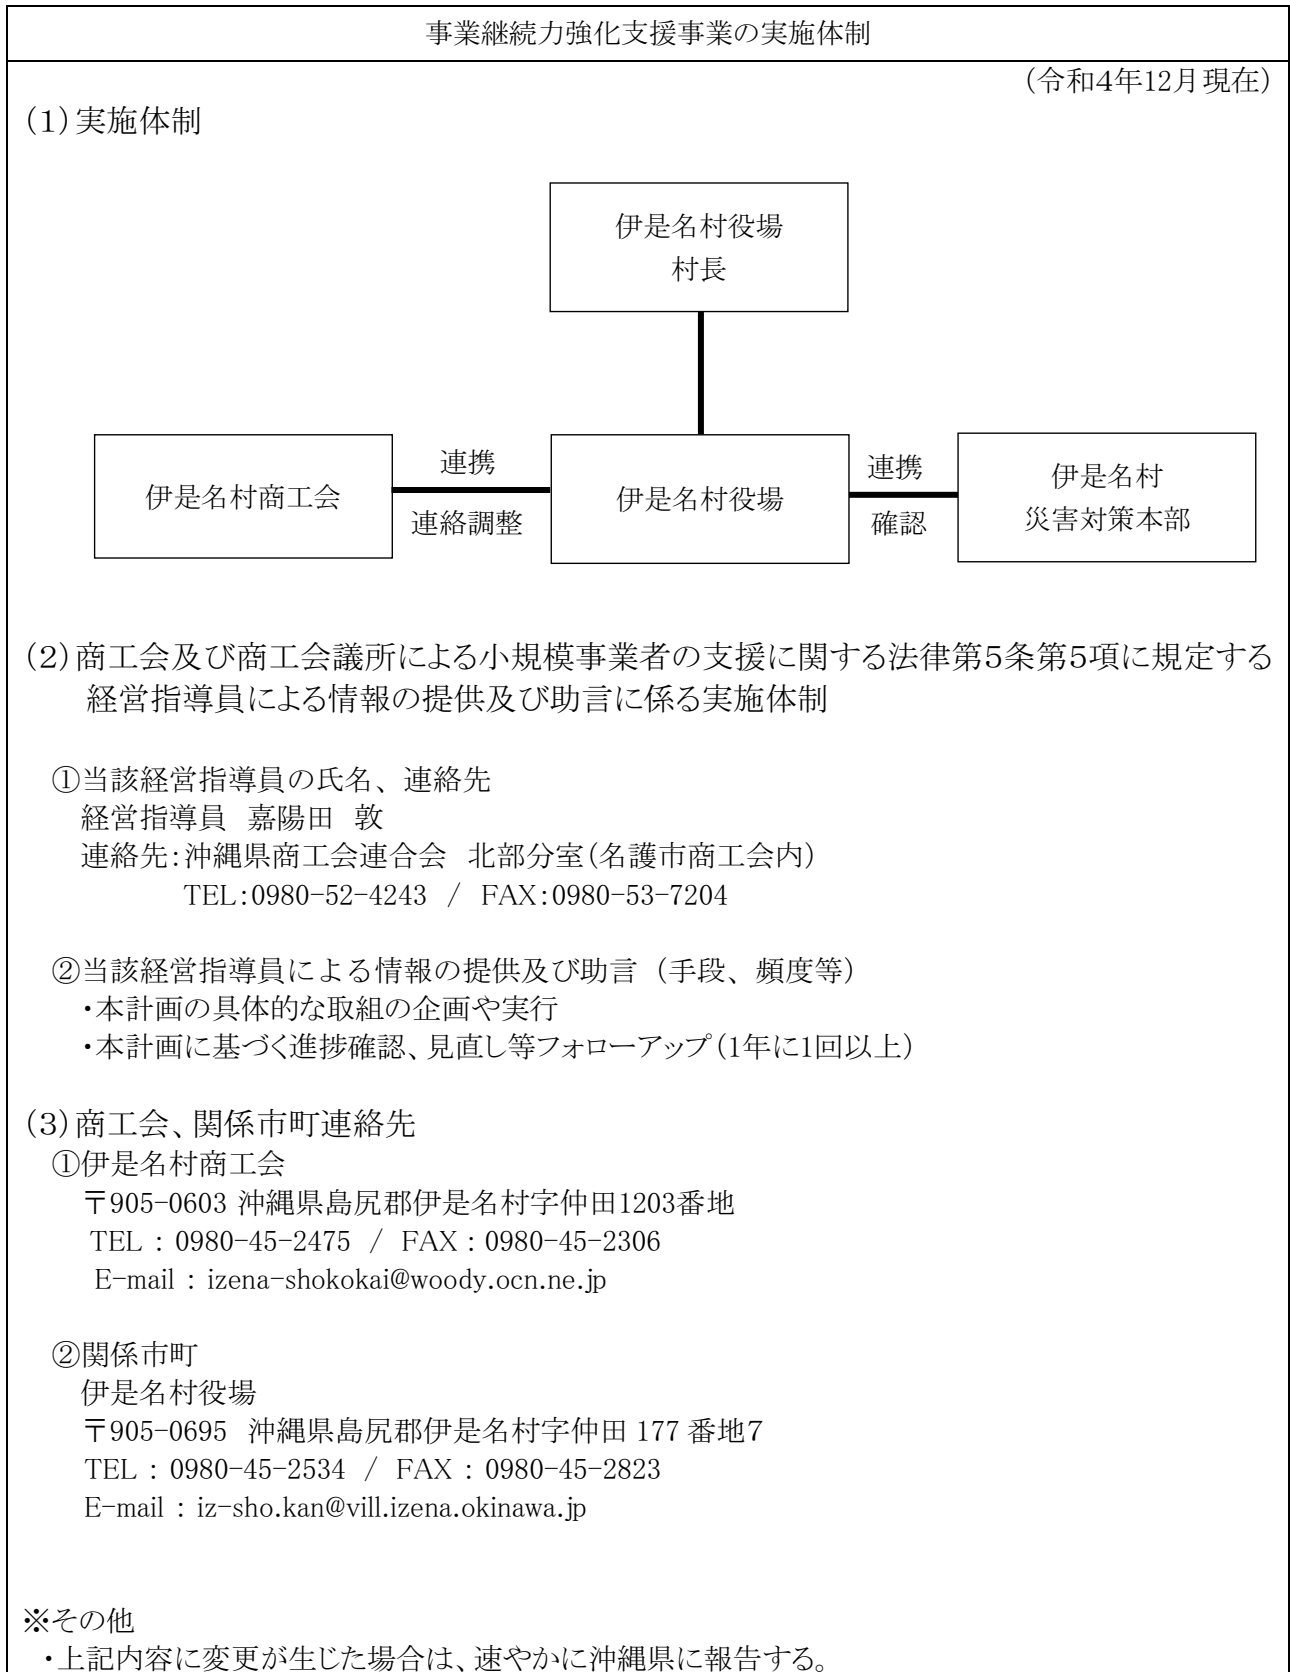 事業継続力強化支援事業の実施体制
（令和４年12月現在）
（１）実施体制
伊是名村役場
村長
伊是名村商工会
連携
連絡調整
伊是名村役場
連携
確認
伊是名村
災害対策本部
（２）商工会及び商工会議所による小規模事業者の支援に関する法律第５条第５項に規定する
経営指導員による情報の提供及び助言に係る実施体制
①当該経営指導員の氏名、連絡先
経営指導員　嘉陽田　敦
連絡先：沖縄県商工会連合会　北部分室（名護市商工会内）
TEL：0980-52-4243 / FAX：0980-53-7204
②当該経営指導員による情報の提供及び助言（手段、頻度等）
・本計画の具体的な取組の企画や実行
・本計画に基づく進捗確認、見直し等フォローアップ（1年に1回以上）
（３）商工会、関係市町連絡先
①伊是名村商工会
〒905-0603 沖縄県島尻郡伊是名村字仲田1203番地
TEL : 0980-45-2475 / FAX : 0980-45-2306
E-mail : izena-shokokai@woody.ocn.ne.jp
②関係市町
伊是名村役場
〒905-0695 沖縄県島尻郡伊是名村字仲田 177 番地７
TEL : 0980-45-2534 / FAX : 0980-45-2823
E-mail : iz-sho.kan@vill.izena.okinawa.jp
※その他
・上記内容に変更が生じた場合は、速やかに沖縄県に報告する。